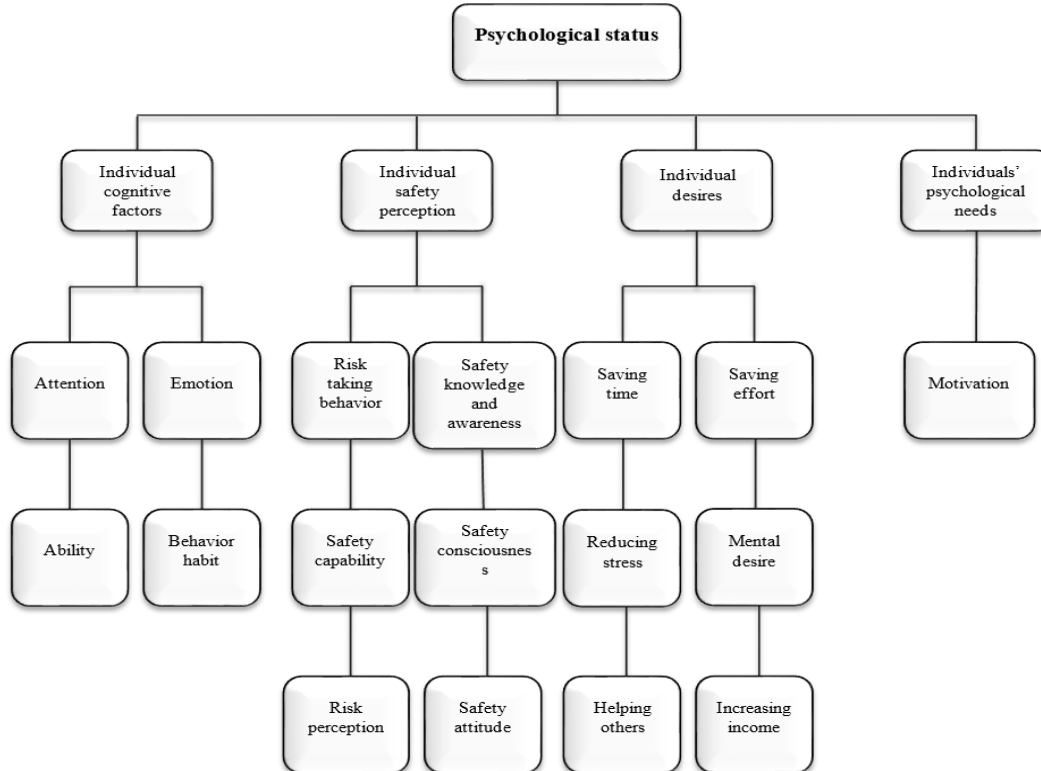 Psychological status
Individual
cognitive
factors
Individual
safety
perception
Individual
desires
Individuals’
psychological
needs
Attention
Emotion
Risk
taking
behavior
Safety
knowledge
and
awareness
Saving
time
Saving
effort
Motivation
Ability
Behavior
habit
Safety
capability
Safety
consciousnes
s
Reducing
stress
Mental
desire
Risk
perception
Safety
attitude
Helping
others
Increasing
income